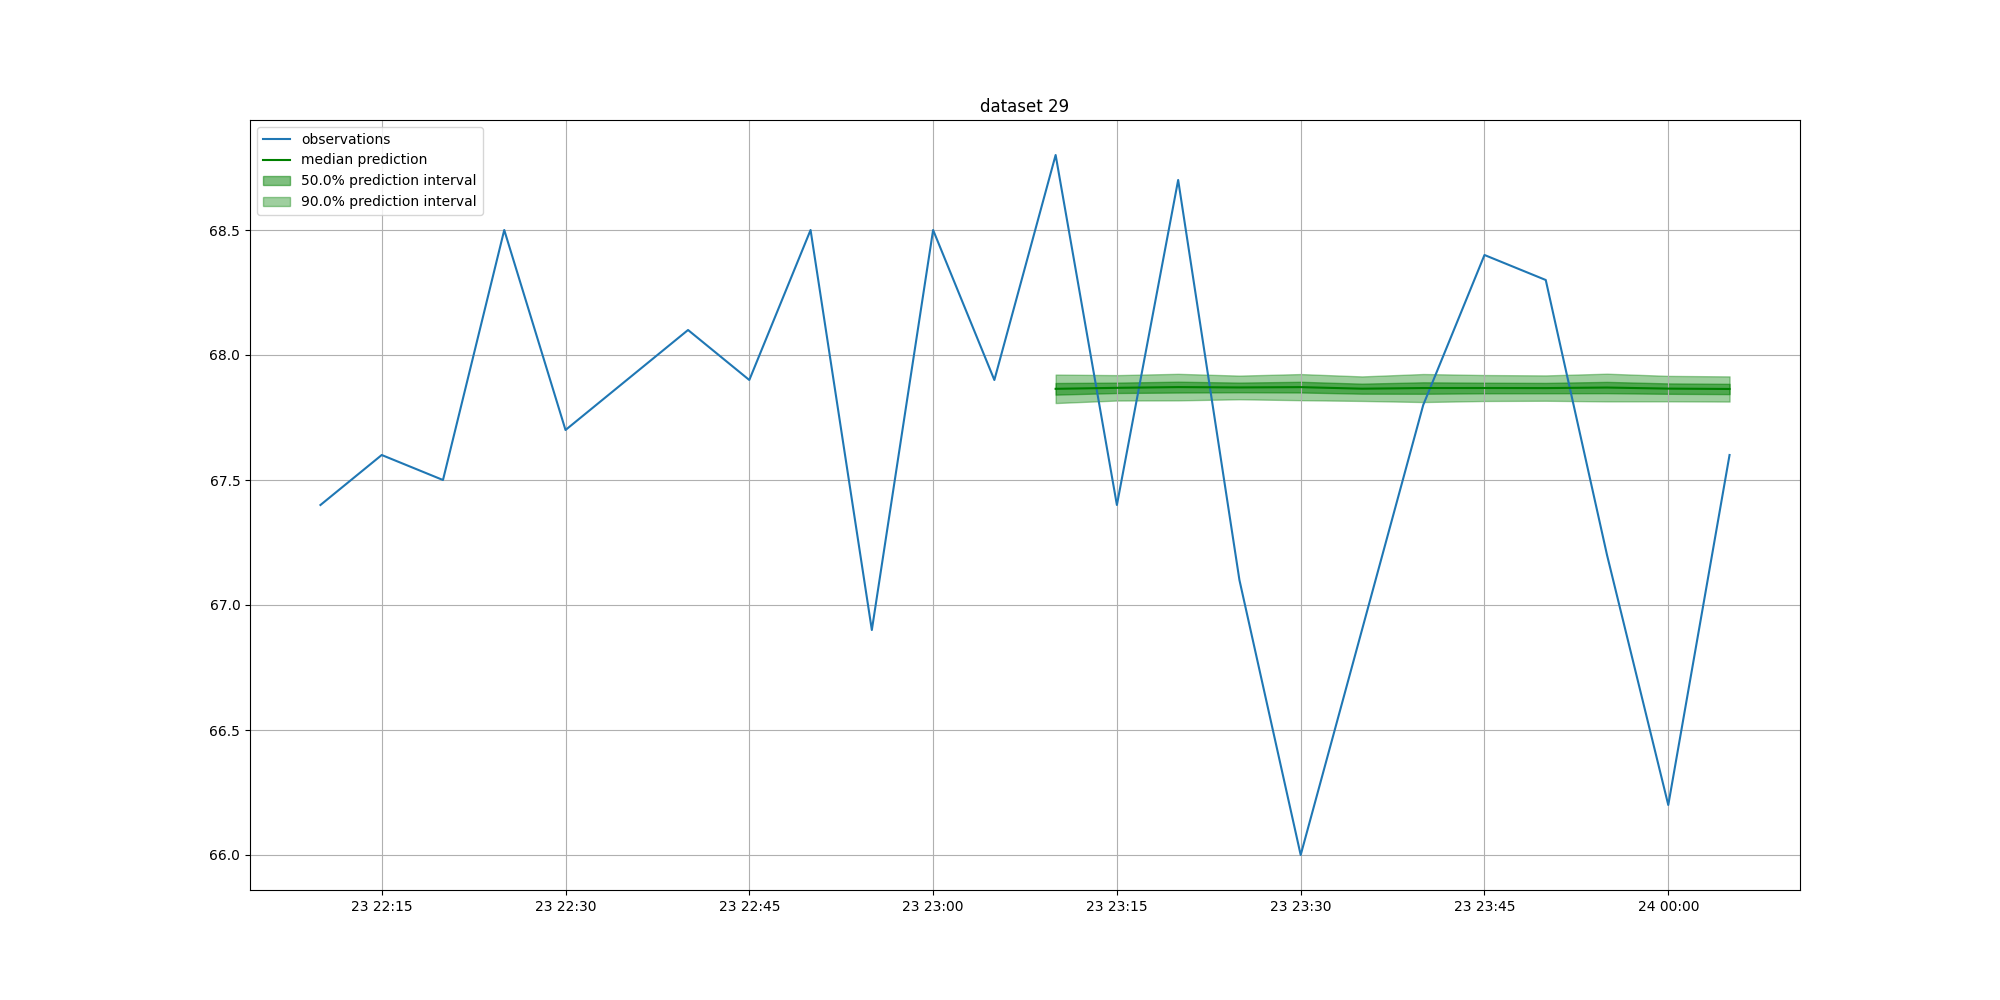 dataset 29
observations
median prediction
50.0% prediction interval
90.0% prediction interval
68.5
68.0
67.5
67.0
66.5
66.0
23 22:15 23 22:30 23 22:45 23 23:00 23 23:15 23 23:30 23 23:45 24 00:00